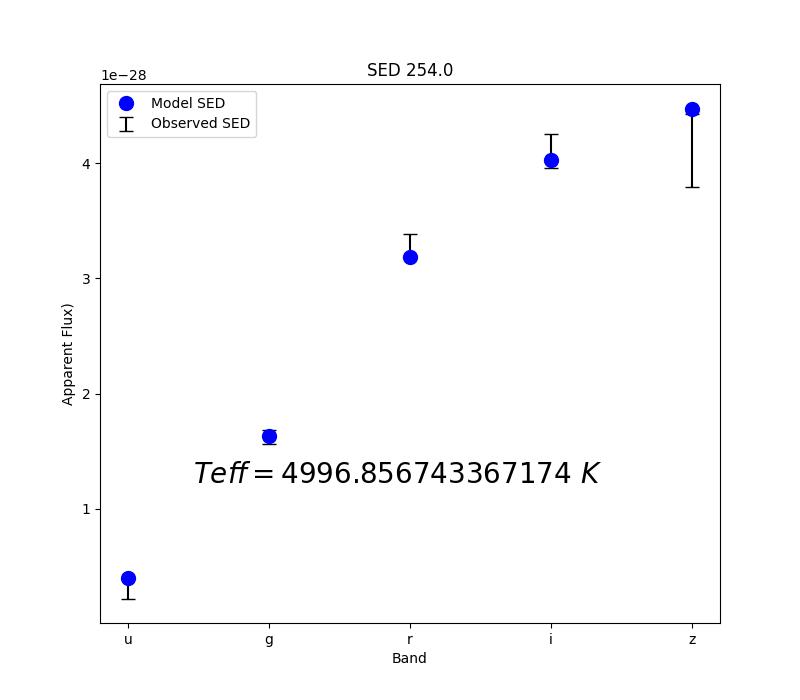 SED 254.0
1e−28
Model SED
Observed SED
4
3
2
1
Apparent Flux)
Teff = 4996.856743367174 K
u g r i z
Band